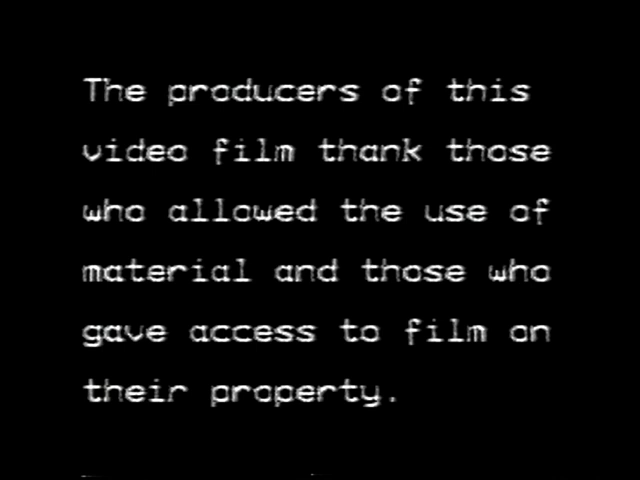 The producers of this
video film thank those
who allowed the use of
material and those who
gave access to film on
their property.